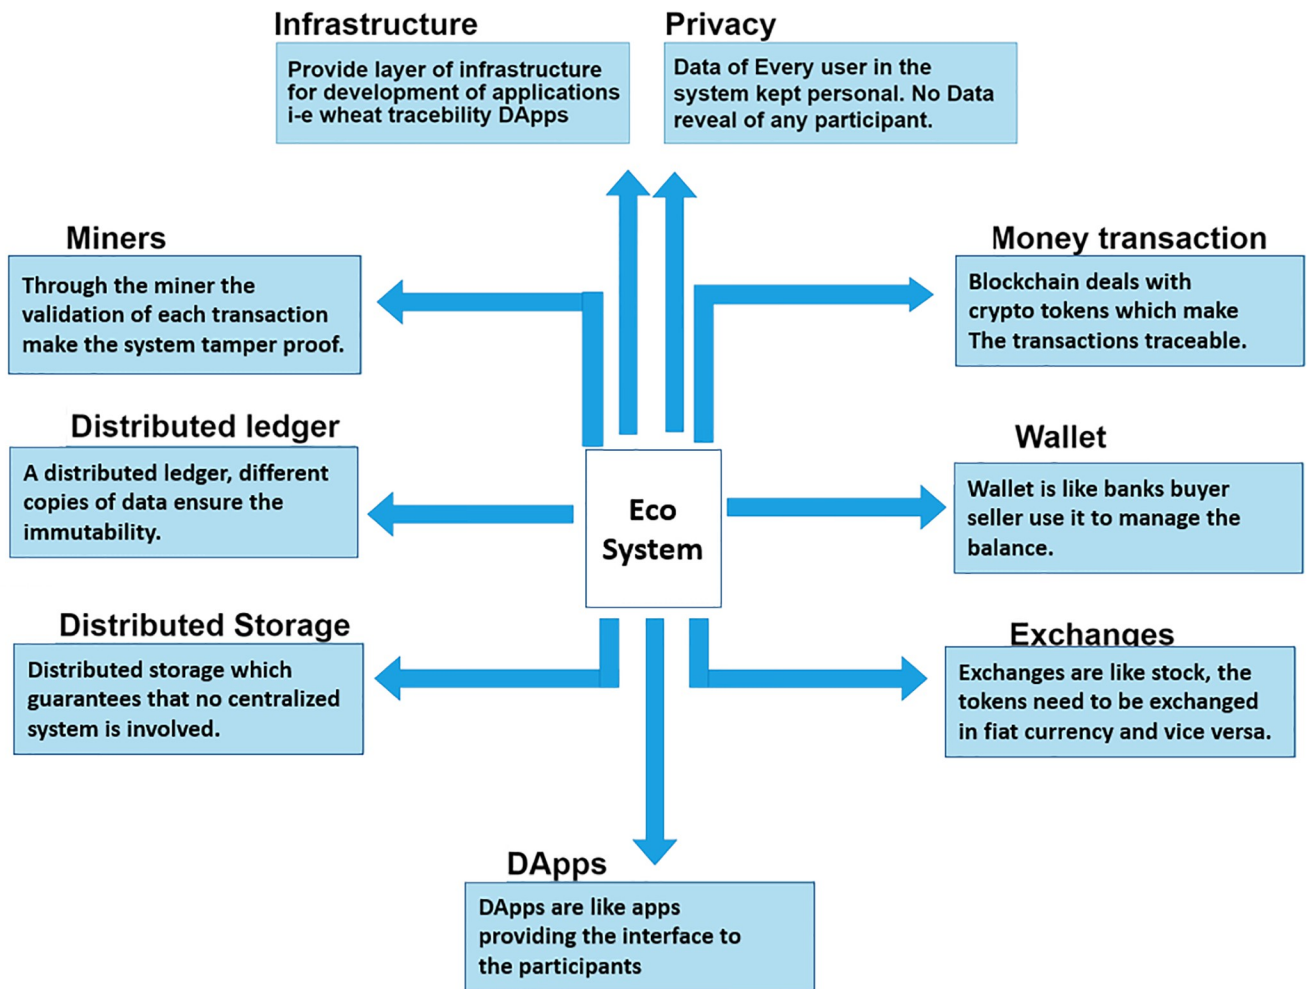 Infrastructure
Provide layer of infrastructure
for development of applications
i-e wheat tracebility DApps
Privacy
Data of Every user in the
system kept personal. No Data
reveal of any participant.
Miners
Through the miner the
validation of each transaction
make the system tamper proof.
Money transaction
Blockchain deals with
crypto tokens which make
The transactions traceable.
Distributed ledger
A distributed ledger, different
copies of data ensure the
immutability.
Eco
System
Wallet
Wallet is like banks buyer
seller use it to manage the
balance.
Distributed Storage
Distributed storage which
guarantees that no centralized
system is involved.
Exchanges
Exchanges are like stock, the
tokens need to be exchanged
in fiat currency and vice versa.
DApps
DApps are like apps
providing the interface to
the participants